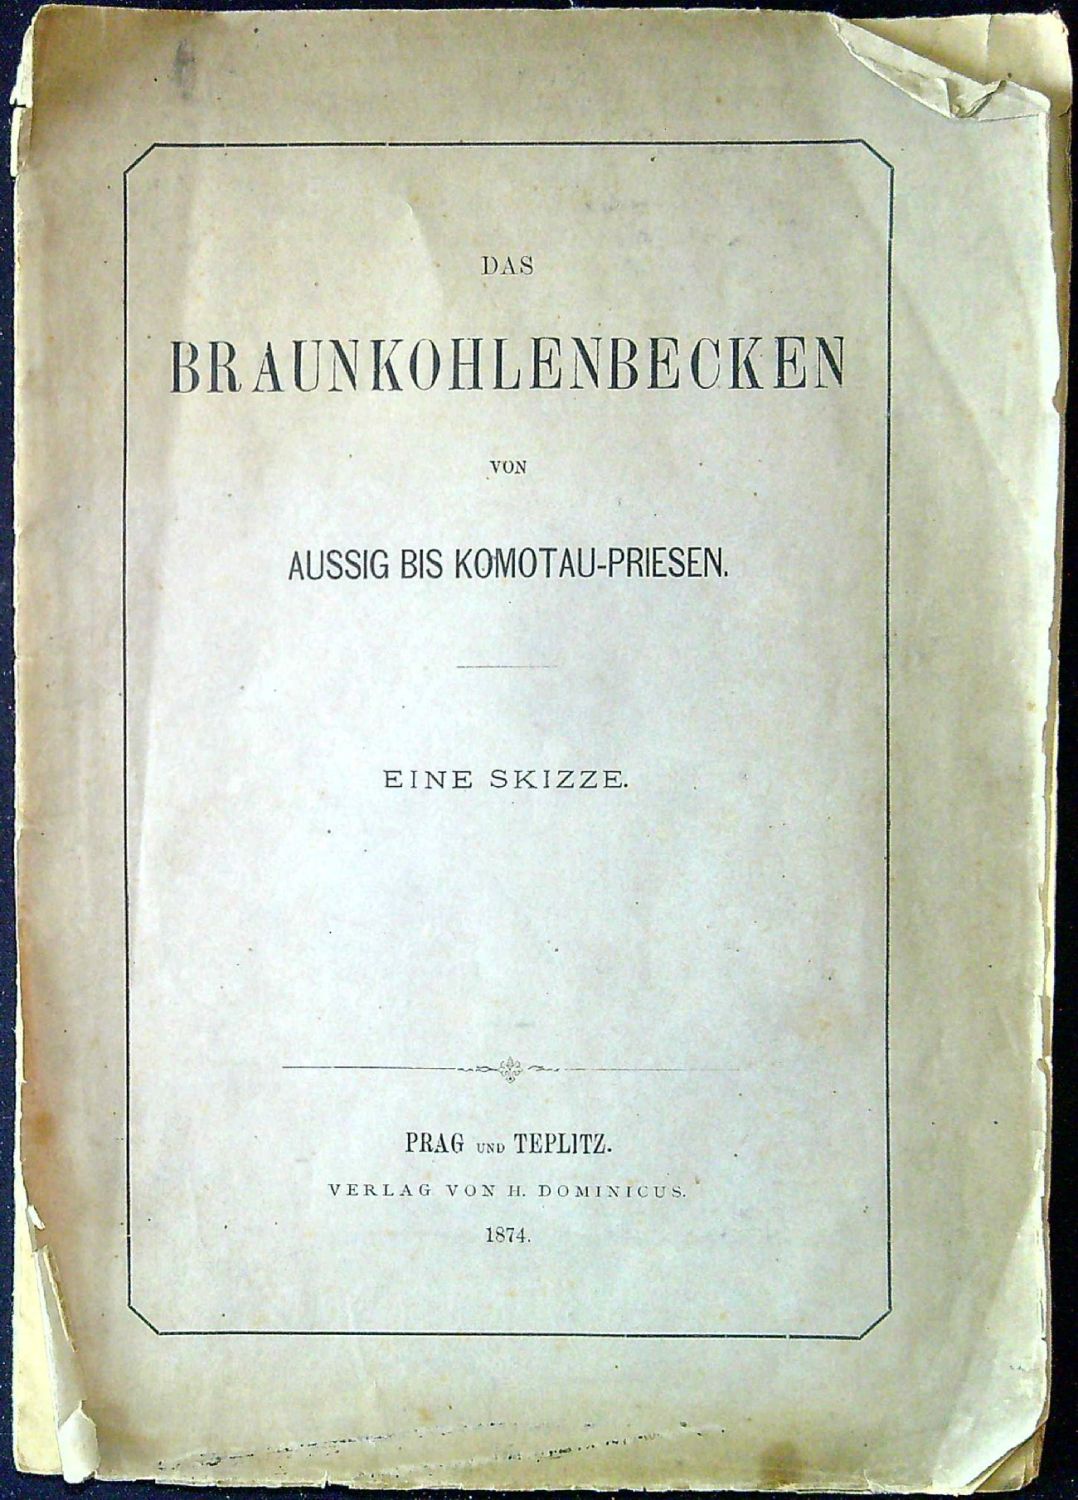 DAS
BRAUNKOHLENBECKEN
VON
AUSSIG BIS KOMOTAU-PRIESEN.
EINE SKIZZE.
PRAG UND TEPLITZ.
VERLAG VON H. DOMINICUS.
1874.